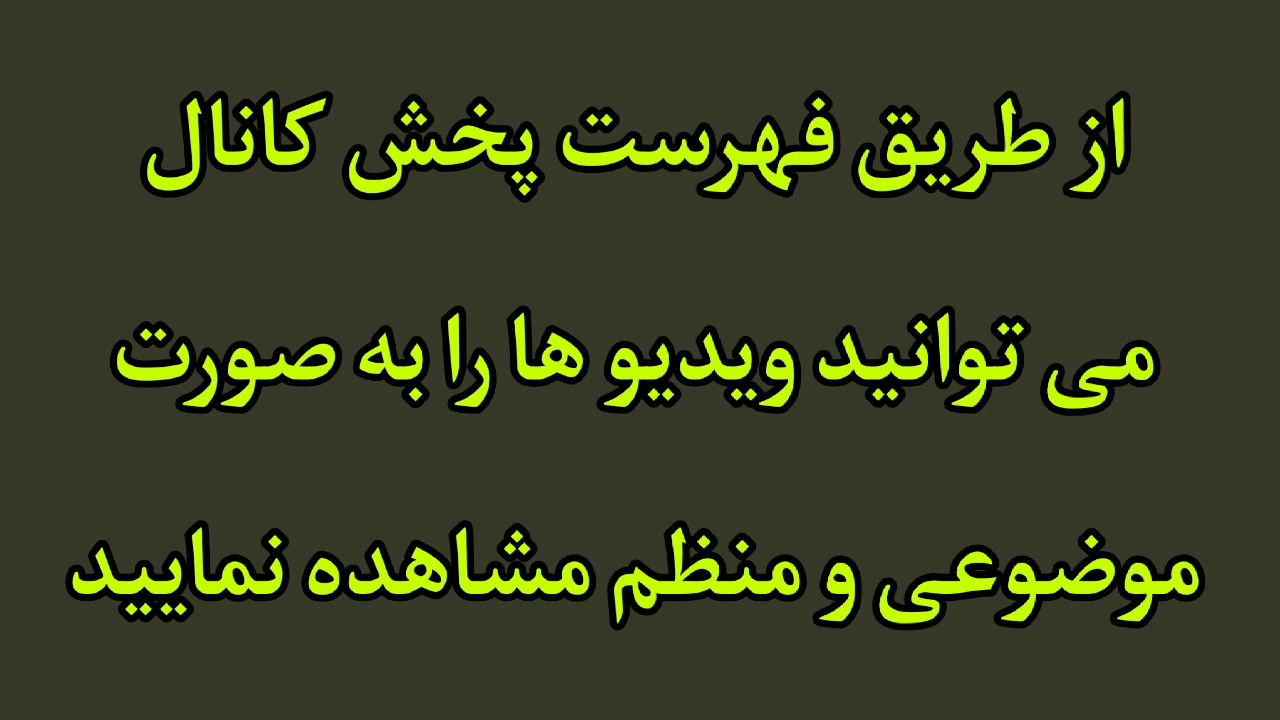 از طریق فهرست پخش کانال
می توانید ویدیو ها را به صورت
موضوعی و منظم مشاهده نمایید